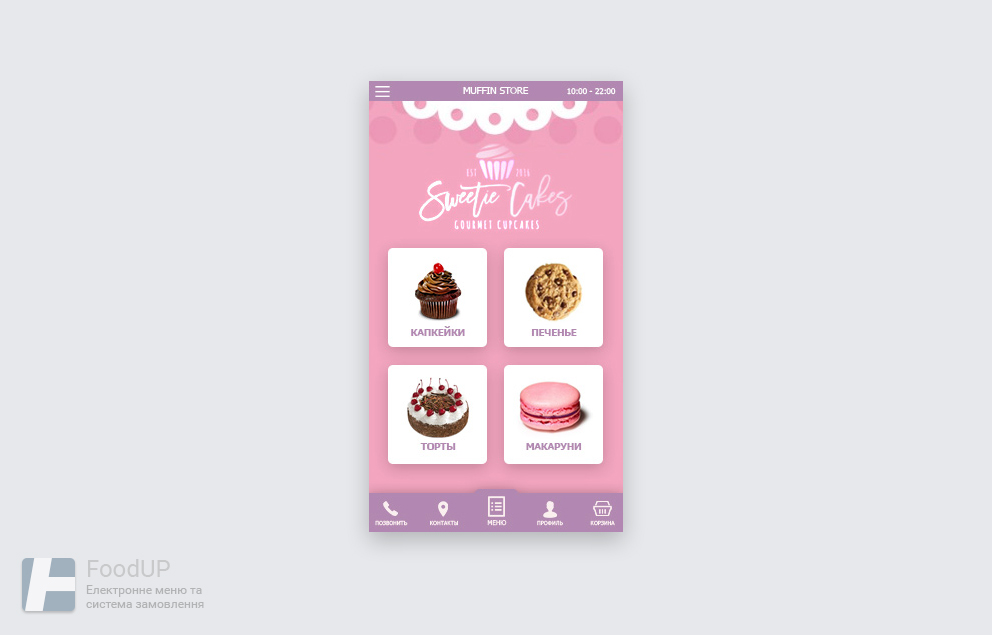 MUFFIN STORE
10:00 - 22:00
EST 2016
Sweetie Cakes
GOURMET CUPCAKES
КАПКЕЙКИ
ПЕЧЕНЬЕ
ТОРТЫ
МАКАРУНИ
ПОЗВОНИТЬ
КОНТАКТЫ
МЕНЮ
ПРОФИЛЬ
КОРЗИНА
FoodUP
Електронне меню та
система замовлення